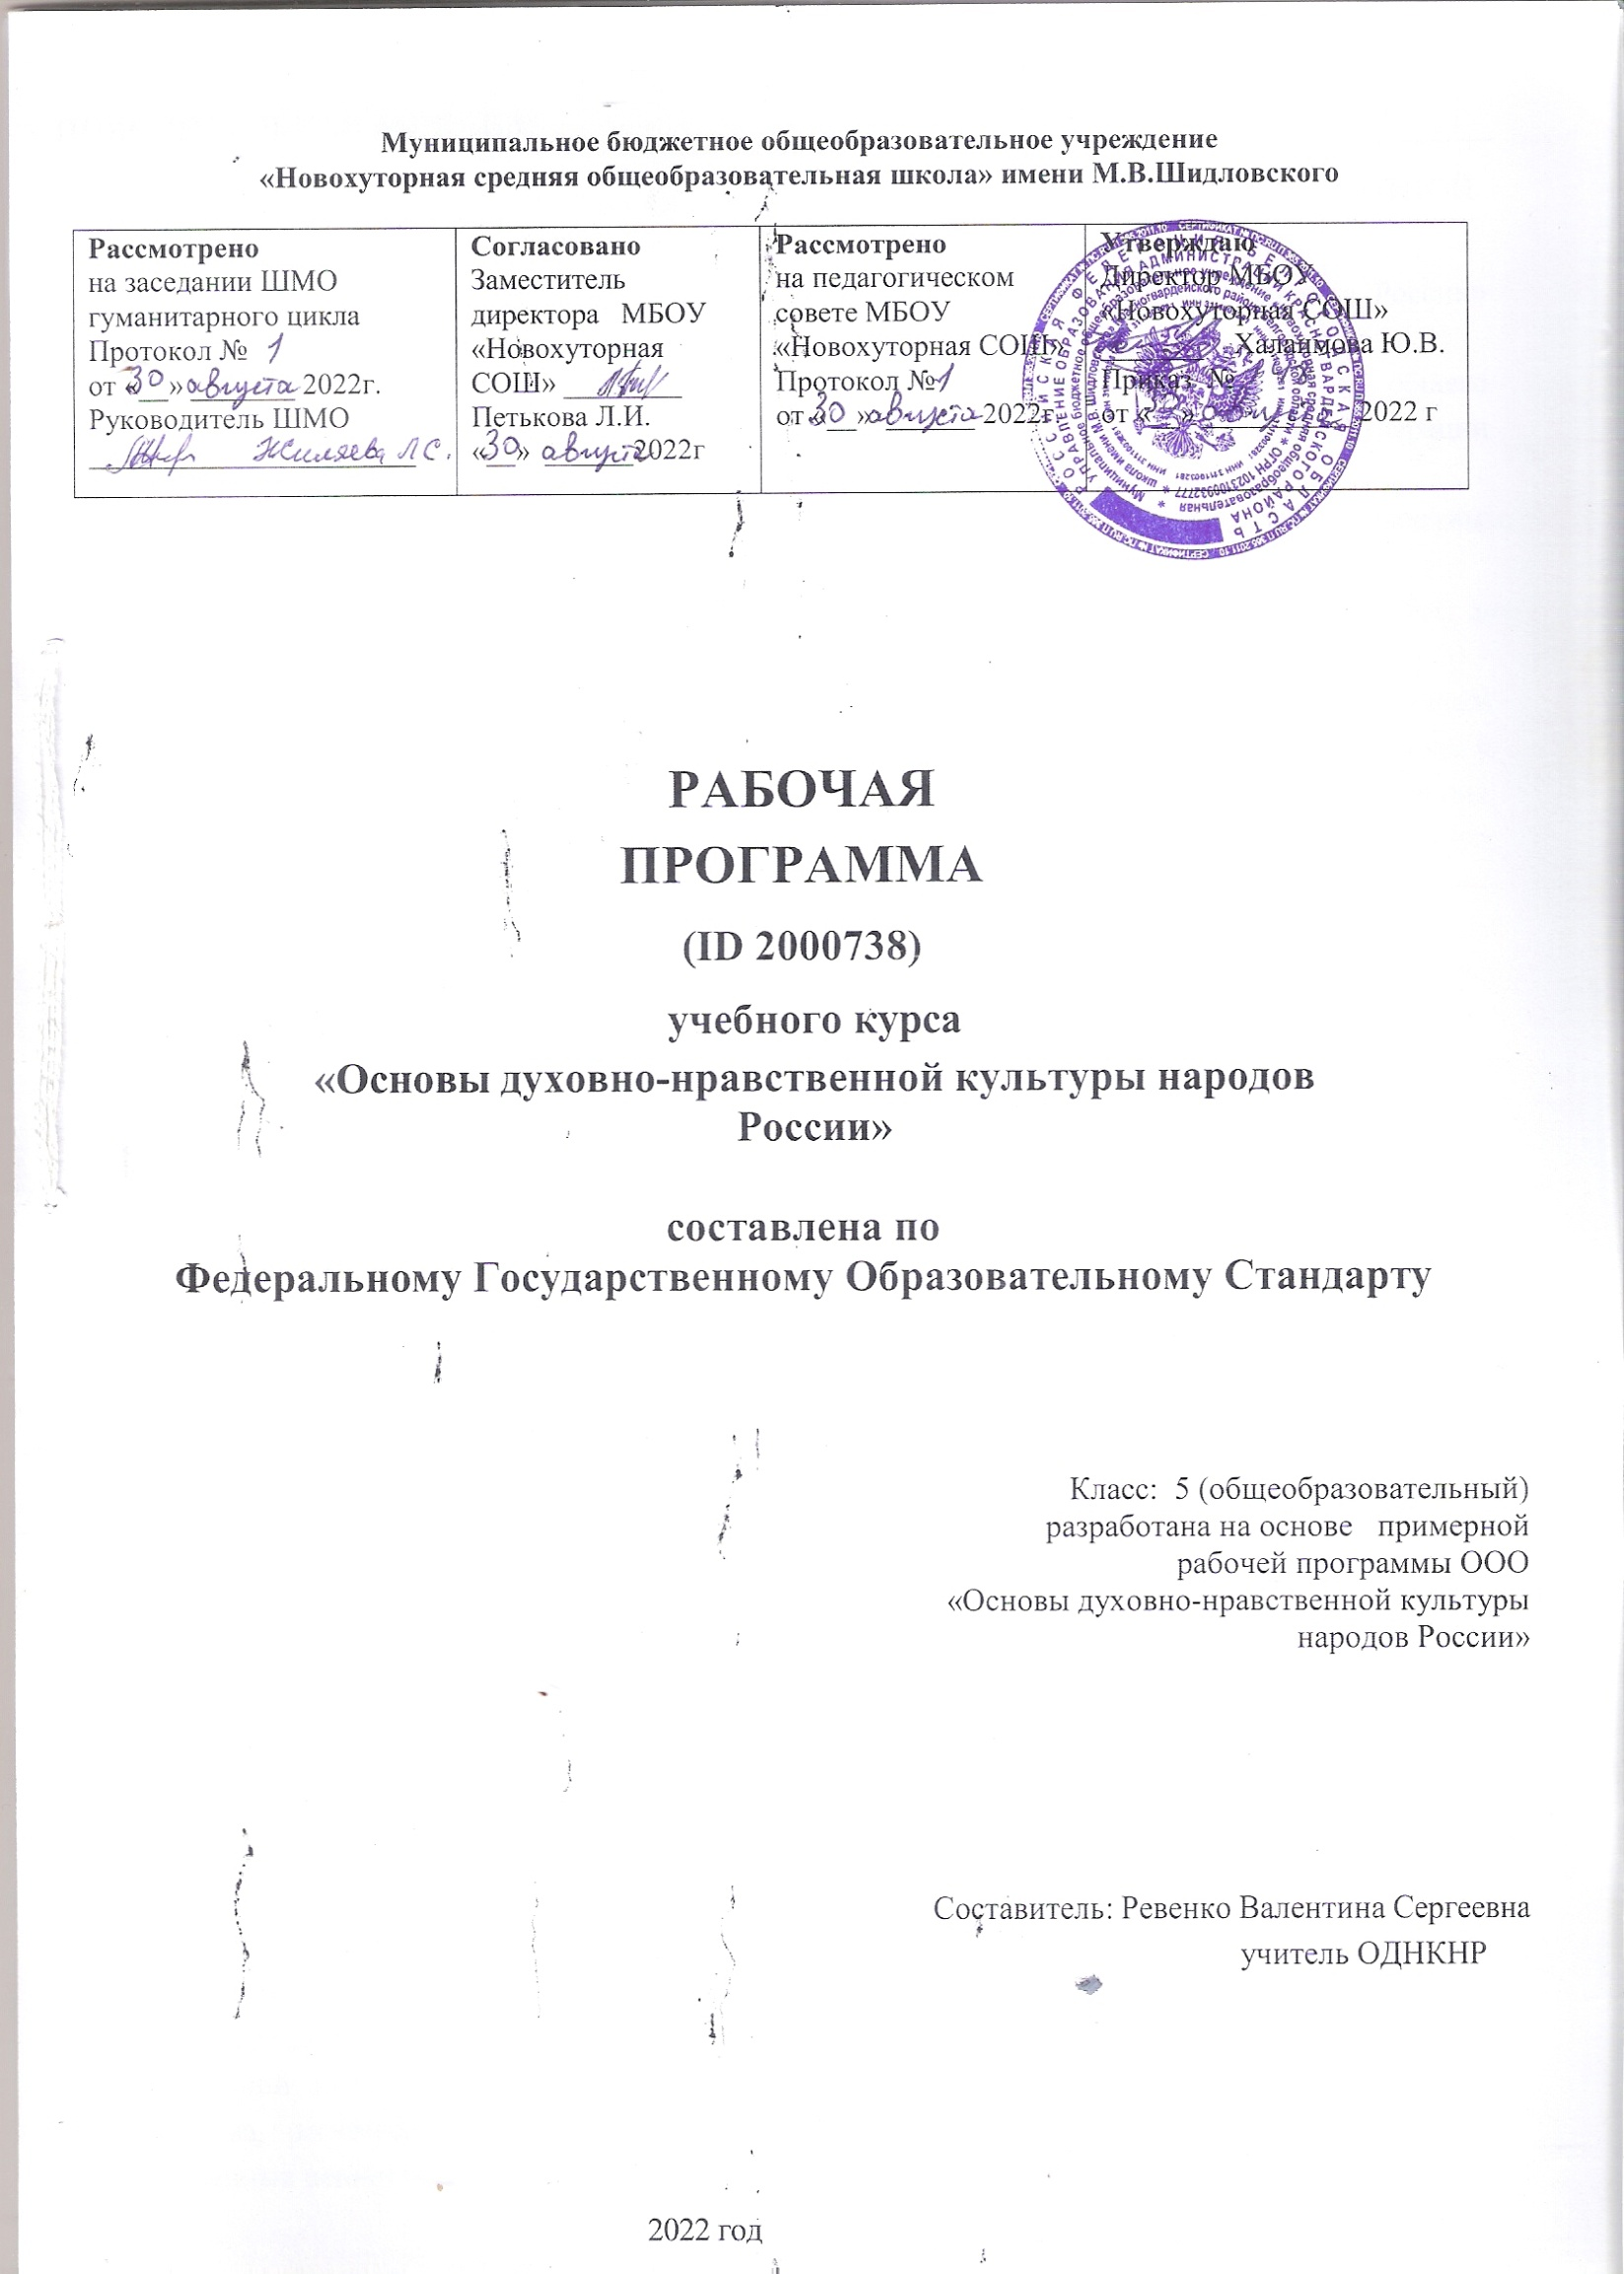 Муниципальное бюджетное общеобразовательное учреждение
«Новохуторная средняя общеобразовательная школа» имени М.В.Шидловского
Рассмотрено
на заседании ШМО
гуманитарного цикла
Протокол № 1
от «30» августа 2022г.
Руководитель ШМО
Жиляева Л С.
Согласовано
Заместитель
директора МБОУ
«Новохуторная
СОШ»
Петькова Л.И.
«30» августа 2022г
Рассмотрено
на педагогическом
совете МБОУ
«Новохуторная СОШ»
Протокол №1
от «30» августа 2022г
Утверждаю
Директор МБОУ
«Новохуторная СОШ»
Халаимова Ю.В.
Приказ №
от « » 2022 г
РАБОЧАЯ
ПРОГРАММА
(ID 2000738)
учебного курса
«Основы духовно-нравственной культуры народов
России»
составлена по
Федеральному Государственному Образовательному Стандарту
Класс: 5 (общеобразовательный)
разработана на основе примерной
рабочей программы ООО
«Основы духовно-нравственной культуры
народов России»
Составитель: Ревенко Валентина Сергеевна
учитель ОДНКНР
2022 год